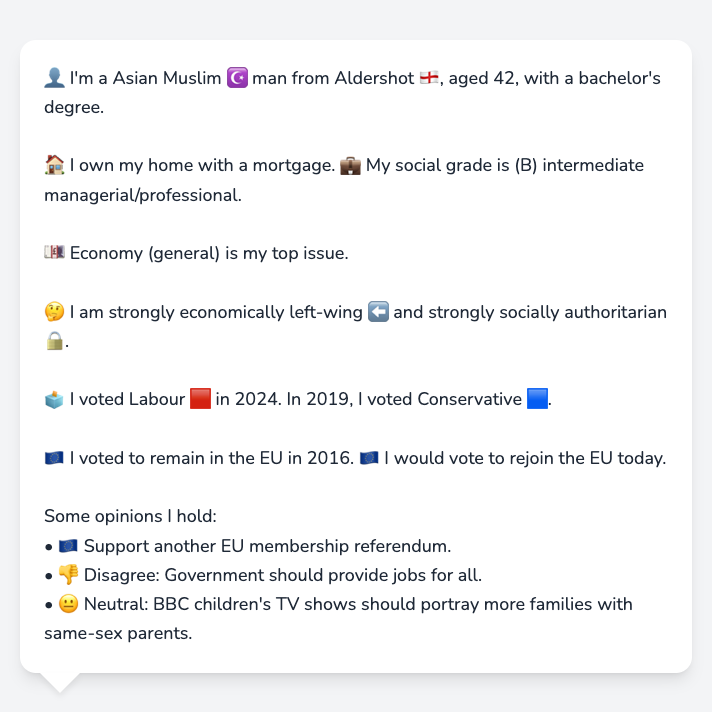 👤 I'm a Asian Muslim ☪️ man from Aldershot 🏴󠁧󠁢󠁥󠁮󠁧󠁿, aged 42, with a bachelor's
degree.
🏠 I own my home with a mortgage. 💼 My social grade is (B) intermediate
managerial/professional.
💷 Economy (general) is my top issue.
🤔 I am strongly economically left-wing ⬅️ and strongly socially authoritarian
🔒.
🗳️ I voted Labour 🟥 in 2024. In 2019, I voted Conservative 🟦.
🇪🇺 I voted to remain in the EU in 2016. 🇪🇺 I would vote to rejoin the EU today.
Some opinions I hold:
• 🇪🇺 Support another EU membership referendum.
• 👎 Disagree: Government should provide jobs for all.
• 😐 Neutral: BBC children's TV shows should portray more families with
same-sex parents.